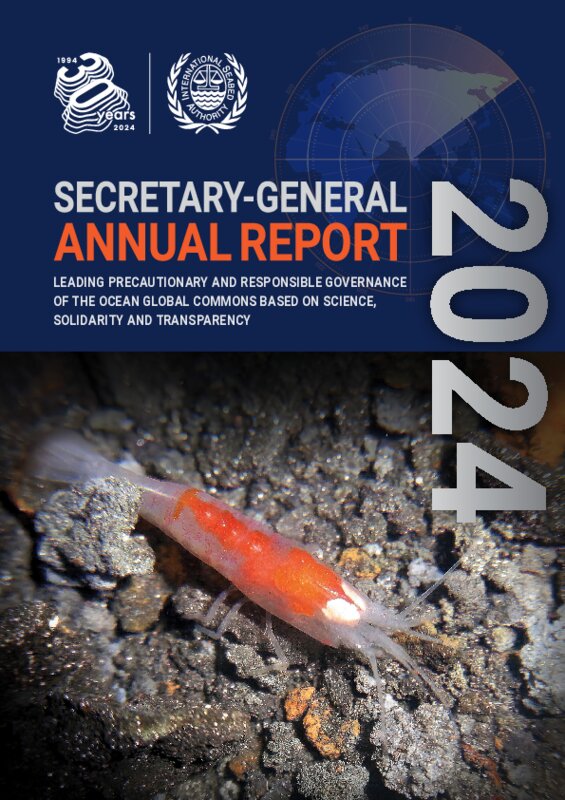 1994
30
years
2024
INTERNATIONAL SEABED
AUTHORITY
SECRETARY-GENERAL
ANNUAL REPORT
LEADING PRECAUTIONARY AND RESPONSIBLE GOVERNANCE
OF THE OCEAN GLOBAL COMMONS BASED ON SCIENCE,
SOLIDARITY AND TRANSPARENCY
2024